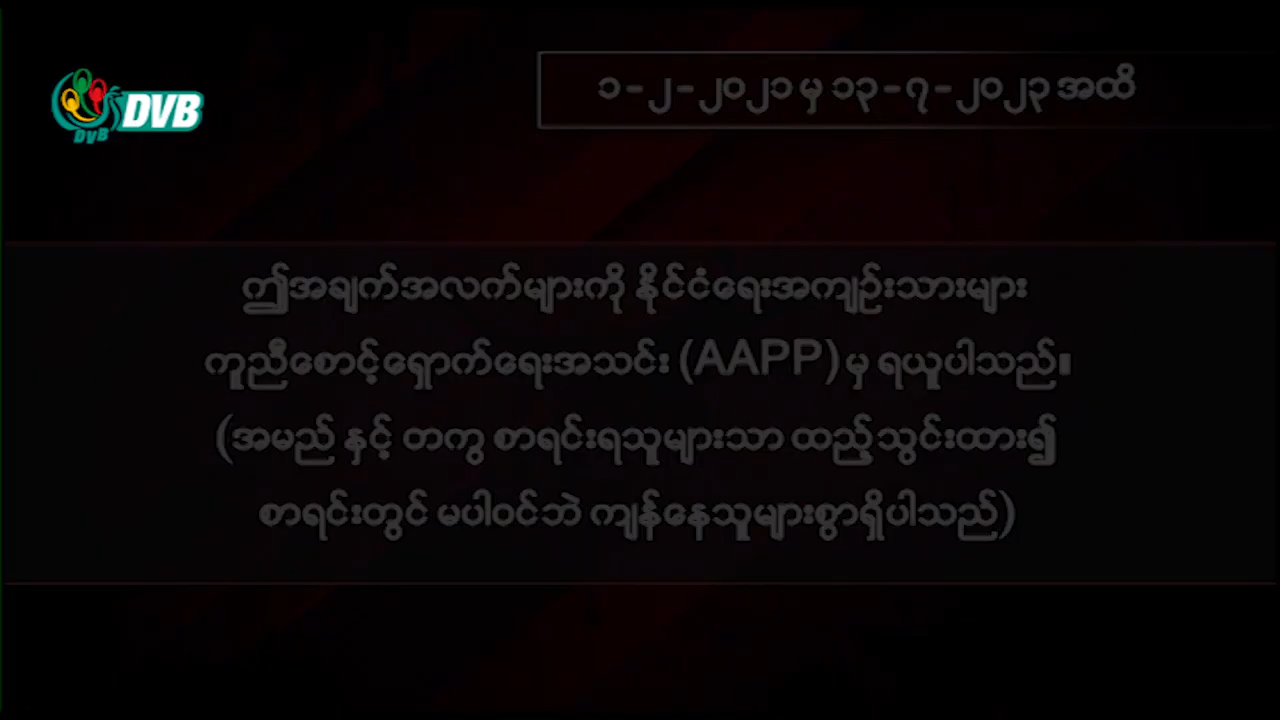 DVB
DVB
၁-၂-၂၀၂၁ မှ ၁၃-၇-၂၀၂၃ အထိ
ဤအချက်အလက်များကို နိုင်ငံရေးအကျဉ်းသားများ
ကူညီစောင့်ရှောက်ရေးအသင်း (AAPP) မှ ရယူပါသည်။
(အမည် နှင့် တကွ စာရင်းရသူများသာ ထည့်သွင်းထား၍
စာရင်းတွင် မပါဝင်ဘဲ ကျန်နေသူများစွာရှိပါသည်)